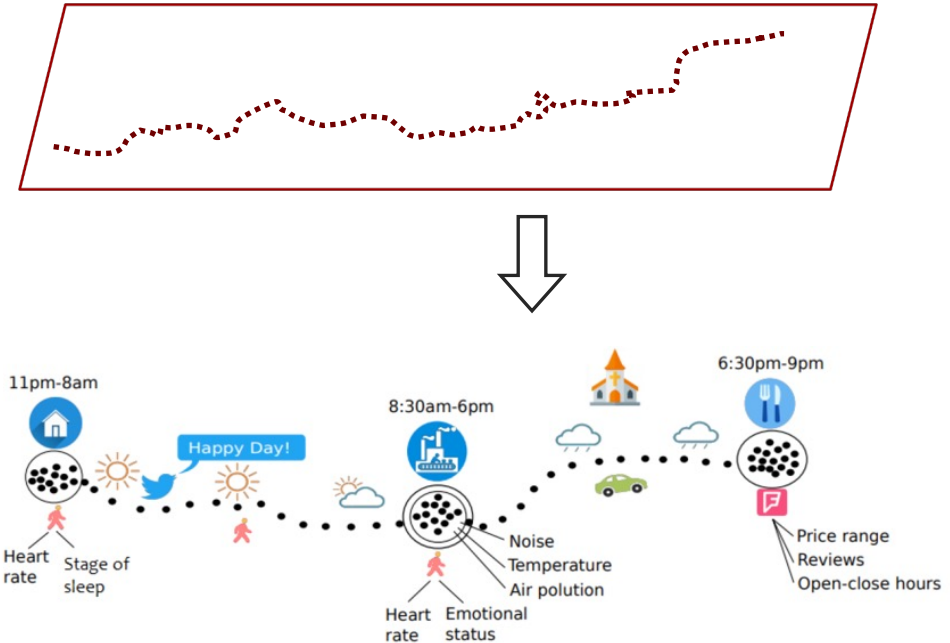 11pm-8am
Happy Day!
8:30am-6pm
6:30pm-9pm
Heart
rate
Stage of
sleep
Noise
Temperature
Air polution
Heart
rate
Emotional
status
Price range
Reviews
Open-close hours